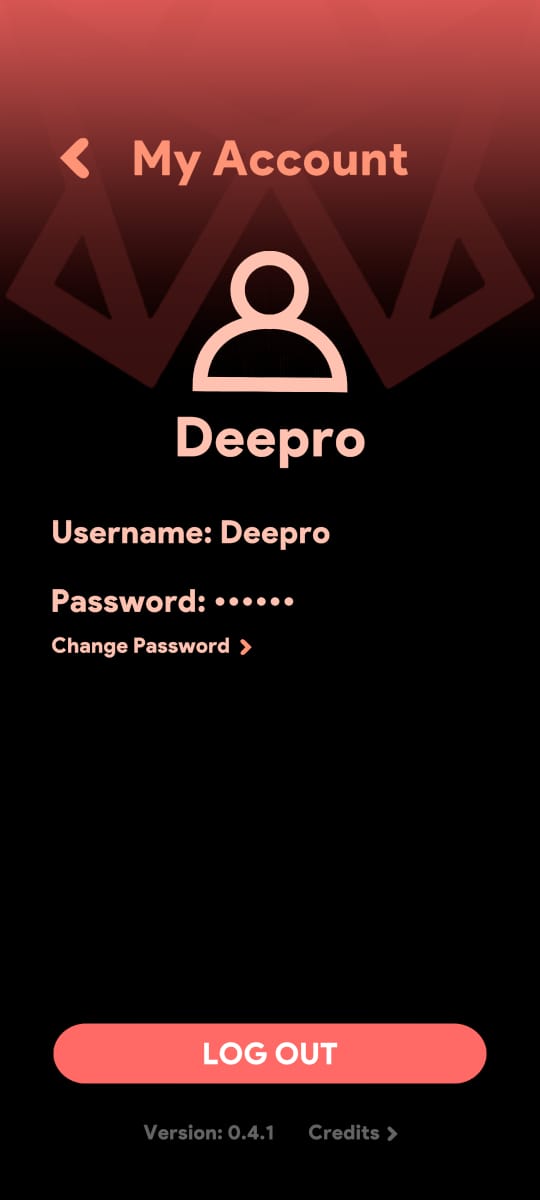 My Account
Deepro
Username: Deepro
Password: ••••••
Change Password
LOG OUT
Version: 0.4.1 Credits